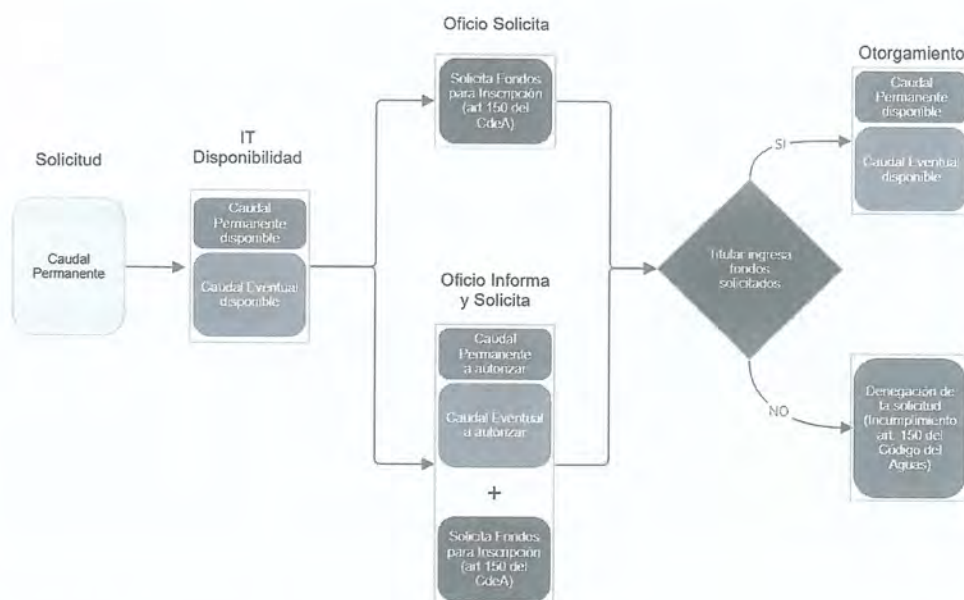 Solicitud
Caudal
Permanente
IT
Disponibilidad
Caudal
Permanente
disponible
Caudal Eventual
disponible
Oficio Solicita
Solicita Fondos
para Inscripción
(art 150 del
CdeA)
Oficio Informa
y Solicita
Caudal
Permanente
a autorizar
Caudal Eventual
a autorizar
+
Solicita Fondos
para Inscripción
(art 150 del
CdeA)
Titular ingresa
fondos
solicitados
SI
NO
Otorgamiento
Caudal
Permanente
disponible
Caudal Eventual
disponible
Denegación de
la solicitud
(Incumplimiento
art. 150 del
Código del
Aguas)